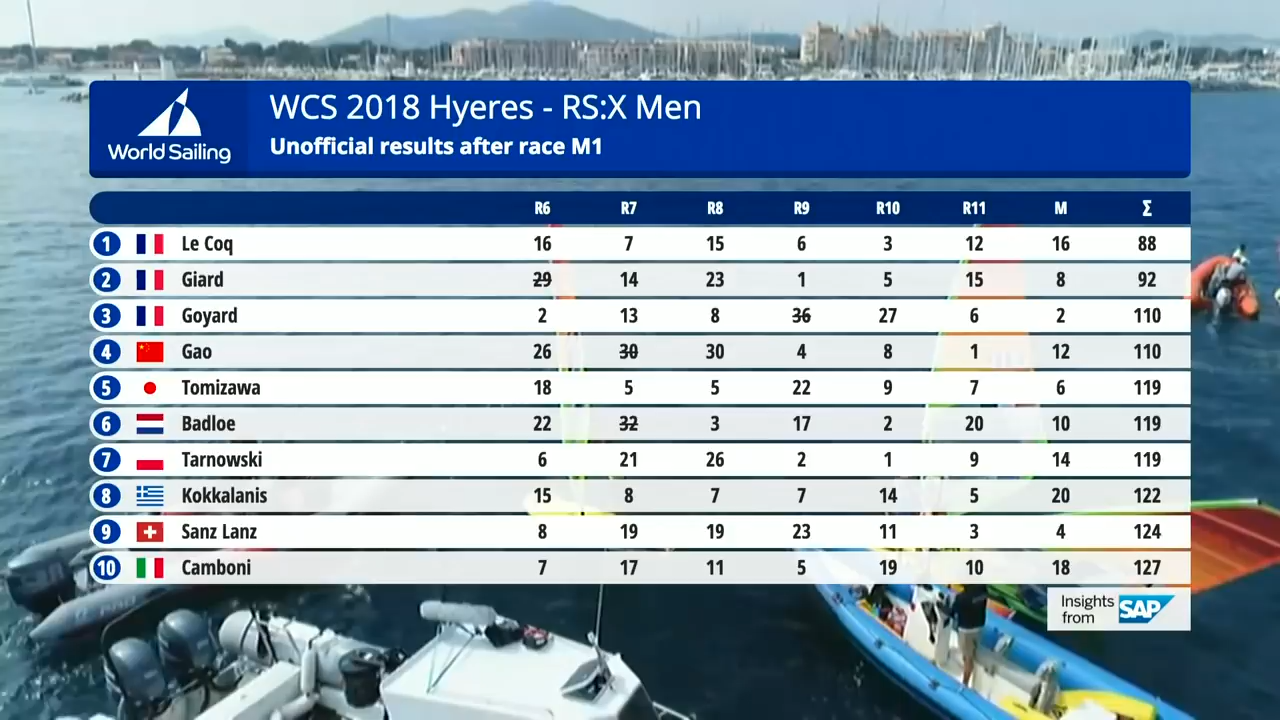 WCS 2018 Hyeres - RS:X Men
World Sailing
Unofficial results after race M1
R6 R7 R8 R9 R10 R11 M Σ
1 Le Coq 16 7 15 6 3 12 16 88
2 Giard 29 14 23 1 5 15 8 92
3 Goyard 2 13 8 36 27 6 2 110
4 Gao 26 30 30 4 8 1 12 110
5 Tomizawa 18 5 5 22 9 7 6 119
6 Badloe 22 32 3 17 2 20 10 119
7 Tarnowski 6 21 26 2 1 9 14 119
8 Kokkalanis 15 8 7 7 14 5 20 122
9 Sanz Lanz 8 19 19 23 11 3 4 124
10 Camboni 7 17 11 5 19 10 18 127
Insights
from SAP